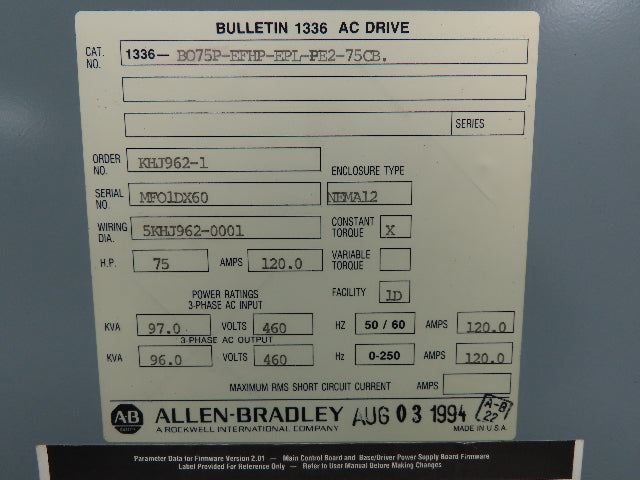 BULLETIN 1336 AC DRIVE
CAT. NO. 1336- BO75P-EFHP-EPL-PE2-75CB.
SERIES
ORDER NO. KHJ962-1
ENCLOSURE TYPE
SERIAL NO. MFO1DX60 NEMA12
WIRING DIA. 5KHJ962-0001 CONSTANT TORQUE X
H.P. 75 AMPS 120.0 VARIABLE TORQUE
POWER RATINGS FACILITY 1D
3-PHASE AC INPUT
KVA 97.0 VOLTS 460 HZ 50/60 AMPS 120.0
3-PHASE AC OUTPUT
KVA 96.0 VOLTS 460 Hz 0-250 AMPS 120.0
MAXIMUM RMS SHORT CIRCUIT CURRENT AMPS
AB ALLEN-BRADLEY AUG 03 1994 A-B 22
A ROCKWELL INTERNATIONAL COMPANY MADE IN U.S.A.
Parameter Data for Firmware Version 2.01 — Main Control Board and Base/Driver Power Supply Board Firmware
Label Provided For Reference Only — Refer to User Manual Before Making Changes